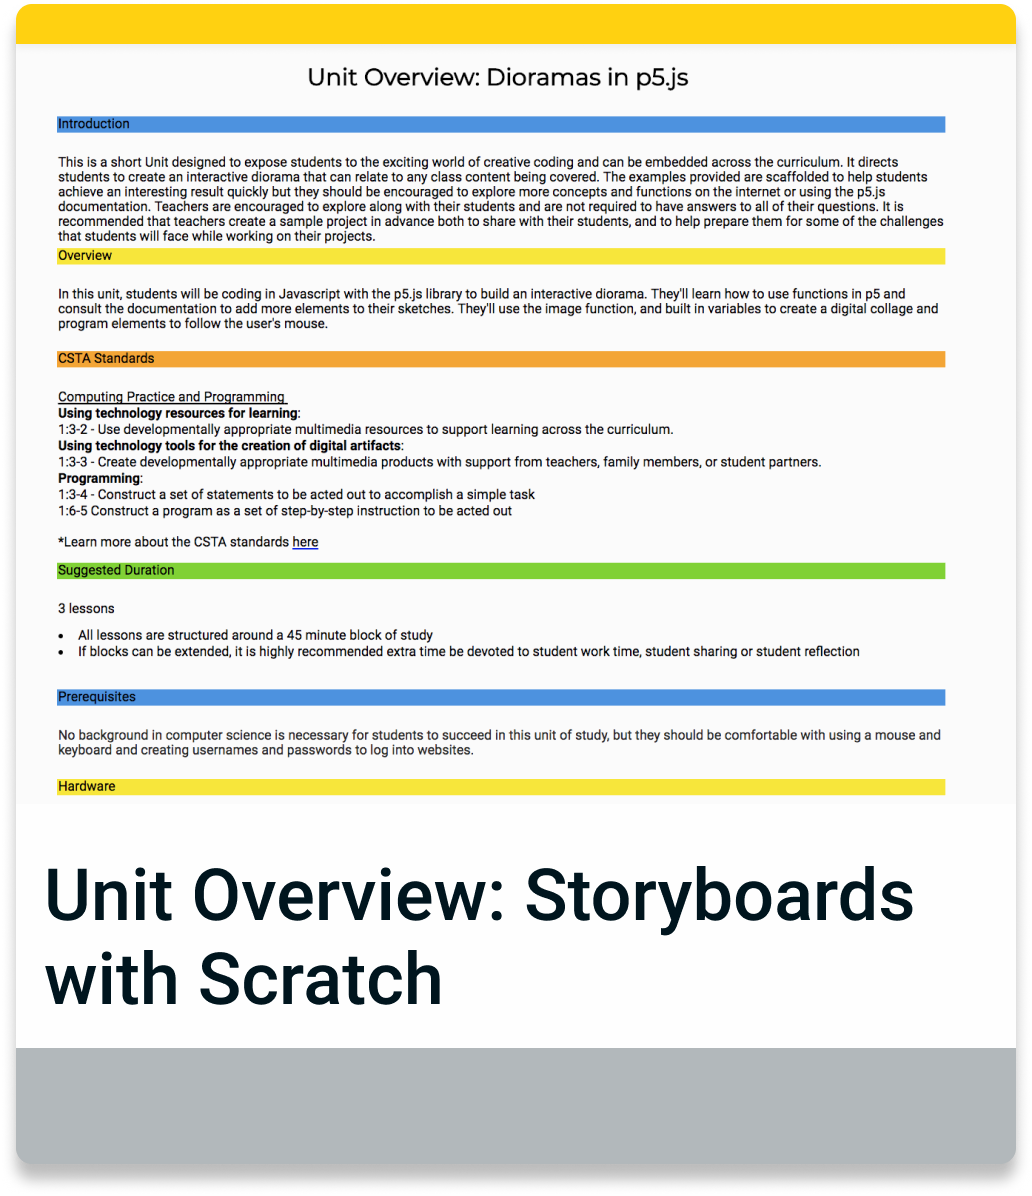 Unit Overview: Dioramas in p5.js
Introduction
This is a short Unit designed to expose students to the exciting world of creative coding and can be embedded across the curriculum. It directs
students to create an interactive diorama that can relate to any class content being covered. The examples provided are scaffolded to help students
achieve an interesting result quickly but they should be encouraged to explore more concepts and functions on the internet or using the p5.js
documentation. Teachers are encouraged to explore along with their students and are not required to have answers to all of their questions. It is
recommended that teachers create a sample project in advance both to share with their students, and to help prepare them for some of the challenges
that students will face while working on their projects.
Overview
In this unit, students will be coding in Javascript with the p5.js library to build an interactive diorama. They'll learn how to use functions in p5 and
consult the documentation to add more elements to their sketches. They'll use the image function, and built in variables to create a digital collage and
program elements to follow the user's mouse.
CSTA Standards
Computing Practice and Programming
Using technology resources for learning:
1:3-2 - Use developmentally appropriate multimedia resources to support learning across the curriculum.
Using technology tools for the creation of digital artifacts:
1:3-3 - Create developmentally appropriate multimedia products with support from teachers, family members, or student partners.
Programming:
1:3-4 - Construct a set of statements to be acted out to accomplish a simple task
1:6-5 Construct a program as a set of step-by-step instruction to be acted out
*Learn more about the CSTA standards here
Suggested Duration
3 lessons
• All lessons are structured around a 45 minute block of study
• If blocks can be extended, it is highly recommended extra time be devoted to student work time, student sharing or student reflection
Prerequisites
No background in computer science is necessary for students to succeed in this unit of study, but they should be comfortable with using a mouse and
keyboard and creating usernames and passwords to log into websites.
Hardware
Unit Overview: Storyboards
with Scratch